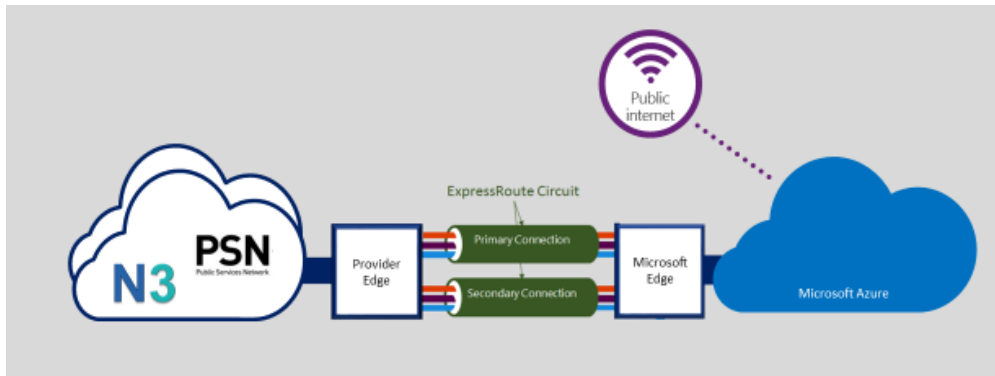 Public
internet
ExpressRoute Circuit
PSN
Public Services Network
N3
Provider
Edge
Primary Connection
Secondary Connection
Microsoft
Edge
Microsoft Azure